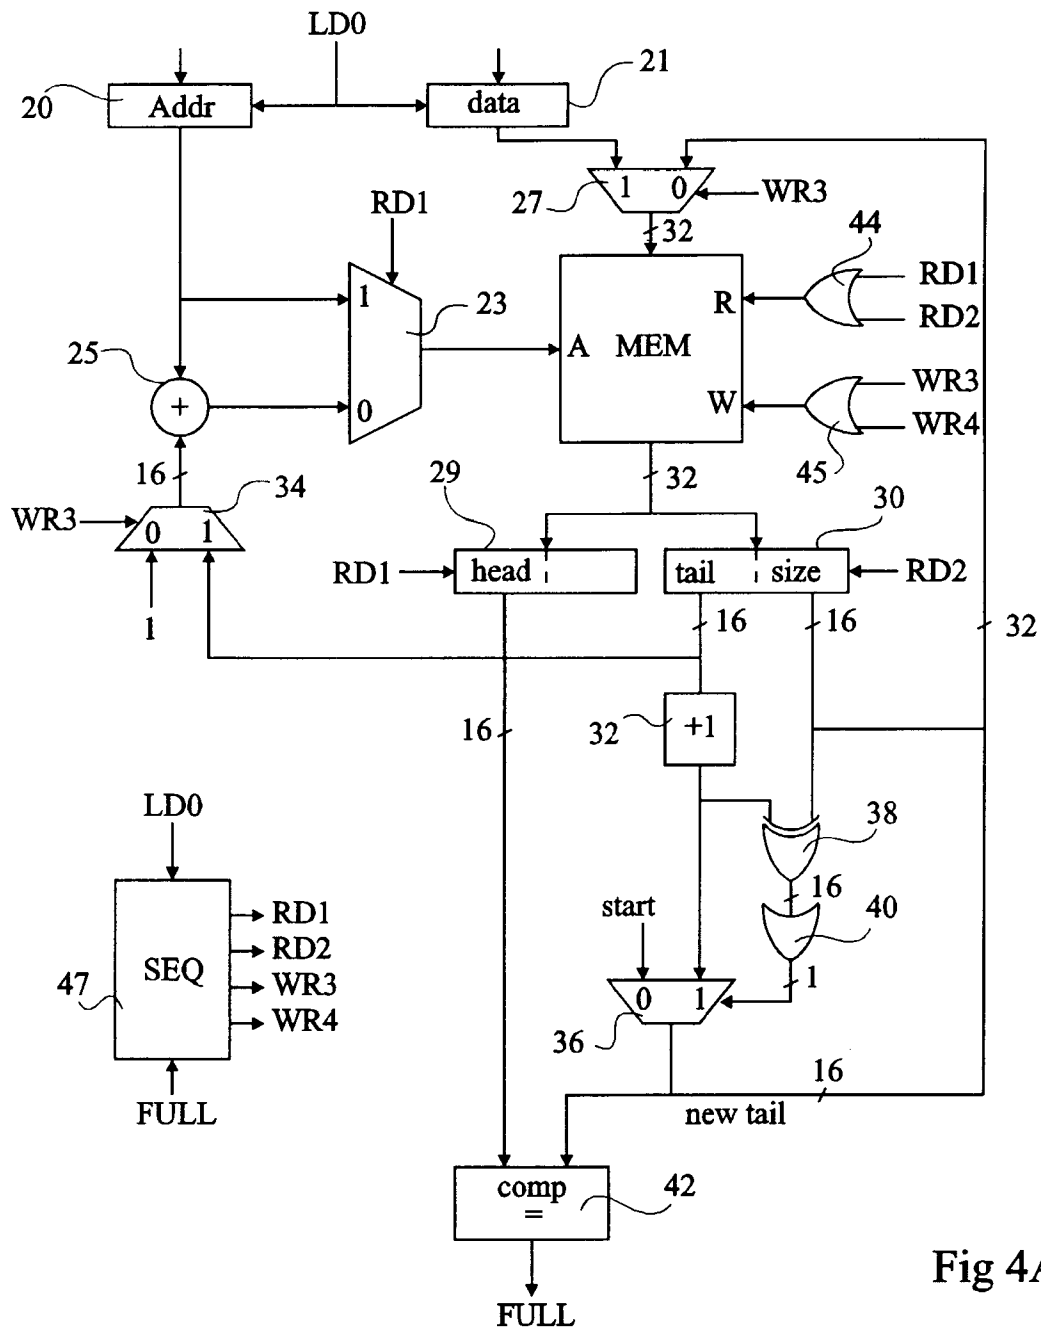 LD0
20
Addr
data
21
27
1 0
WR3
32
RD1
44
RD1
RD2
1
23
R
A MEM
25
+
0
W
WR3
WR4
45
16
34
32
29
30
WR3
0 1
RD1
head
tail
size
RD2
1
16
16
32
16
32
+1
LD0
38
16
start
40
RD1
RD2
SEQ
WR3
47
WR4
0 1
1
36
16
FULL
new tail
comp
=
42
FULL
Fig 4A